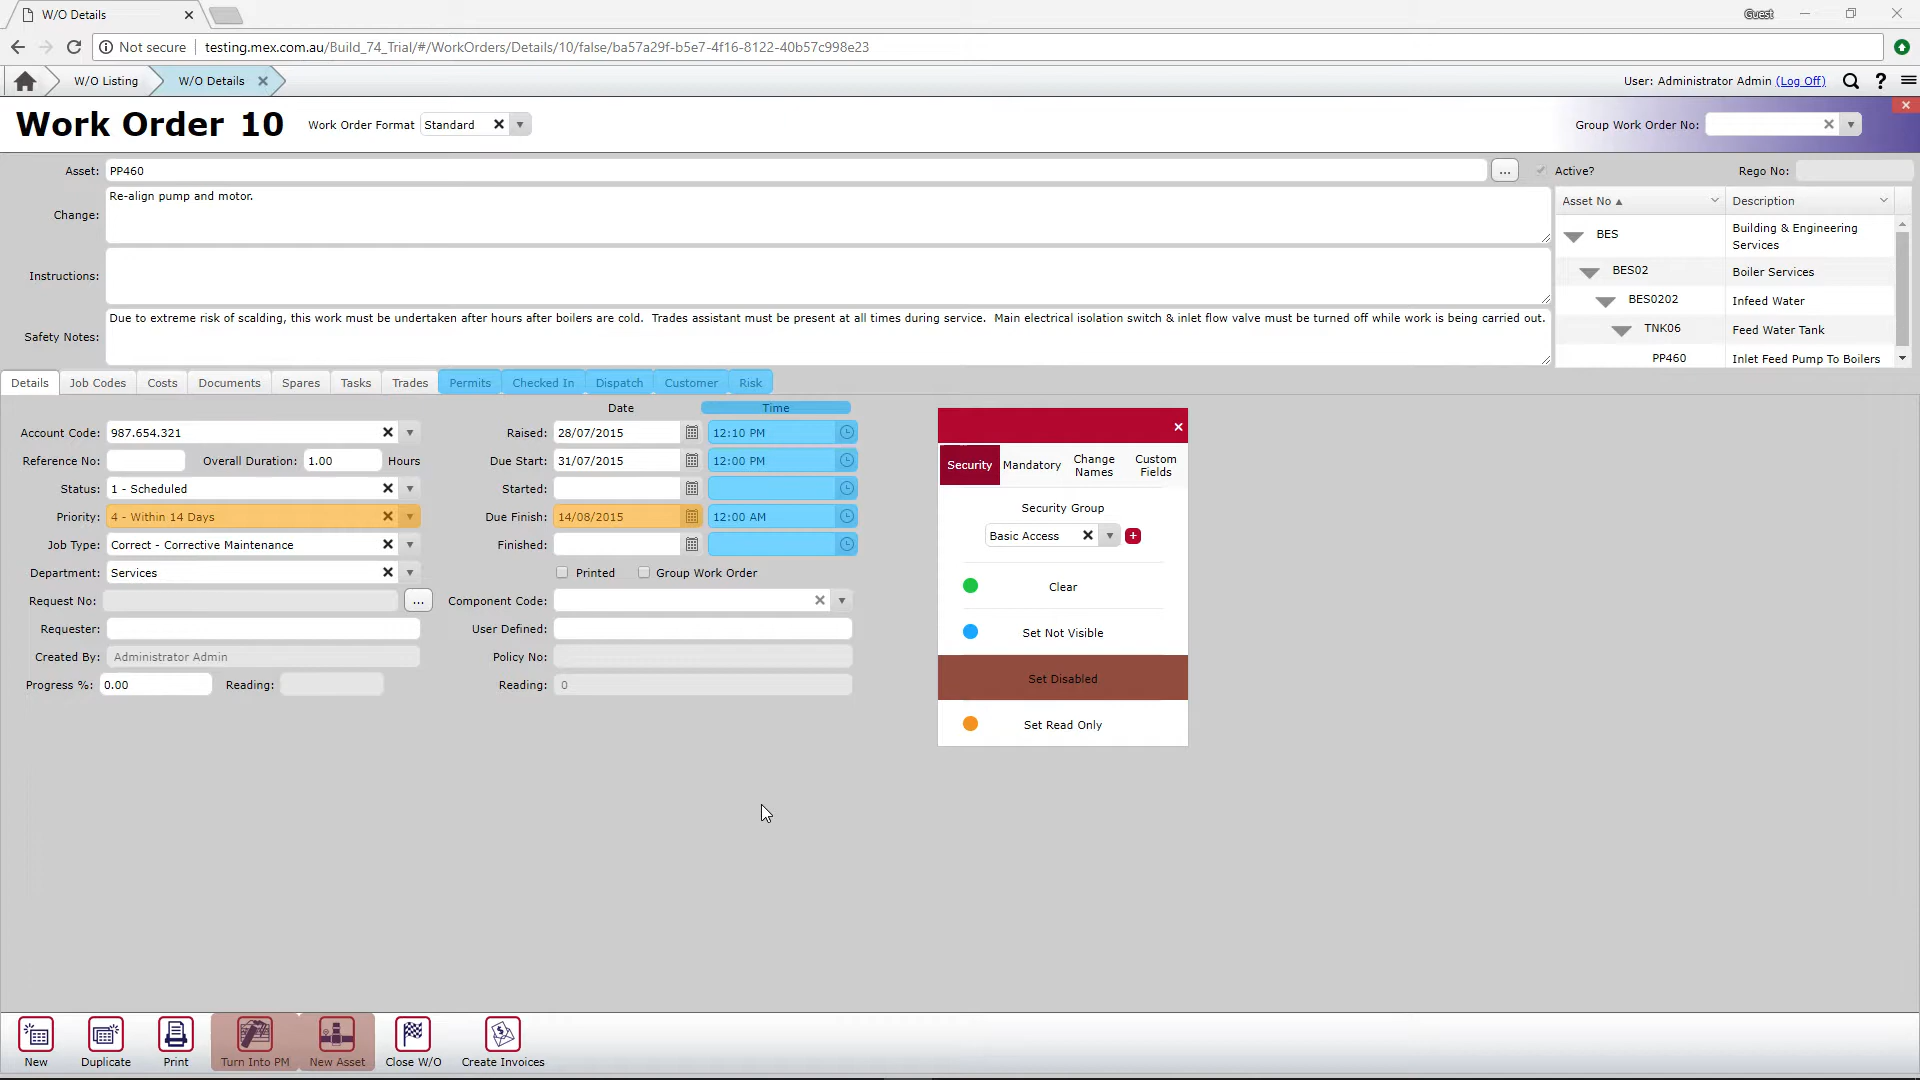 W/O Details
Guest
Not secure testing.mex.com.au/Build_74_Trial/#/WorkOrders/Details/10/false/ba57a29f-b5e7-4f16-8122-40b57c998e23
W/O Listing W/O Details User: Administrator Admin (Log Off) ?
Work Order 10 Work Order Format Standard Group Work Order No:
Asset: PP460 ... Active? Rego No:
Change: Re-align pump and motor.
Instructions:
Safety Notes: Due to extreme risk of scalding, this work must be undertaken after hours after boilers are cold. Trades assistant must be present at all times during service. Main electrical isolation switch & inlet flow valve must be turned off while work is being carried out.
Asset No Description
BES Building & Engineering
Services
BES02 Boiler Services
BES0202 Infeed Water
TNK06 Feed Water Tank
PP460 Inlet Feed Pump To Boilers
Details Job Codes Costs Documents Spares Tasks Trades Permits Checked In Dispatch Customer Risk
Date Time
Account Code: 987.654.321 Raised: 28/07/2015 12:10 PM
Reference No: Overall Duration: 1.00 Hours Due Start: 31/07/2015 12:00 PM
Status: 1 - Scheduled Started:
Priority: 4 - Within 14 Days Due Finish: 14/08/2015 12:00 AM
Job Type: Correct - Corrective Maintenance Finished:
Department: Services Printed Group Work Order
Request No: ... Component Code:
Requester: User Defined:
Created By: Administrator Admin Policy No:
Progress %: 0.00 Reading: Reading: 0
Security Mandatory Change Names Custom Fields
Security Group
Basic Access
Clear
Set Not Visible
Set Disabled
Set Read Only
New Duplicate Print Turn Into PM New Asset Close W/O Create Invoices